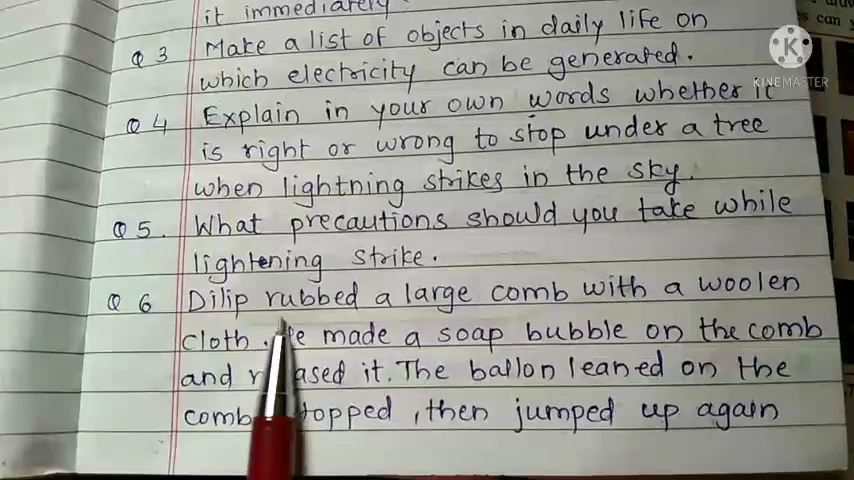 it immediately.
Q 3 Make a list of objects in daily life on
which electricity can be generated.
Q 4 Explain in your own words whether it
is right or wrong to stop under a tree
when lightning strikes in the sky.
Q 5. What precautions should you take while
lightening strike.
Q 6 Dilip rubbed a large comb with a woolen
cloth. made a soap bubble on the comb
and it. The ballon leaned on the
comb, then jumped up again
K
KINEMASTER
can